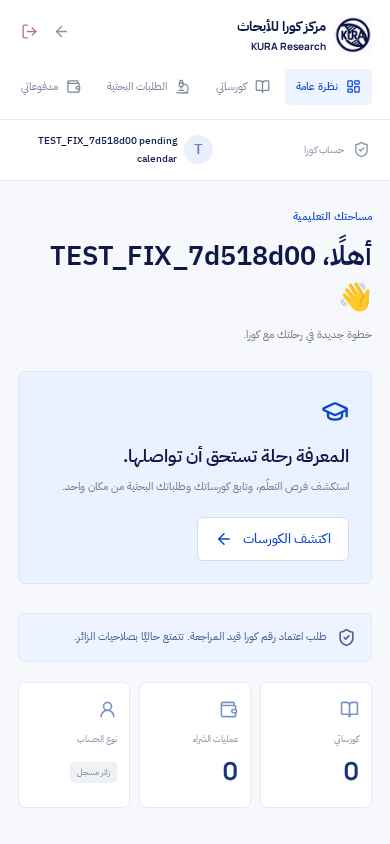 مركز كورا للأبحاث
KURA Research
KURA
نظرة عامة
كورساتي
الطلبات البحثية
مدفوعاتي
حساب كورا
T
TEST_FIX_7d518d00 pending
calendar
مساحتك التعليمية
أهلًا، TEST_FIX_7d518d00
👋
خطوة جديدة في رحلتك مع كورا.
المعرفة رحلة تستحق أن تواصلها.
استكشف فرص التعلّم، وتابع كورساتك وطلباتك البحثية من مكان واحد.
اكتشف الكورسات
طلب اعتماد رقم كورا قيد المراجعة. تتمتع حاليًا بصلاحيات الزائر.
كورساتي
0
عمليات الشراء
0
نوع الحساب
زائر مسجل